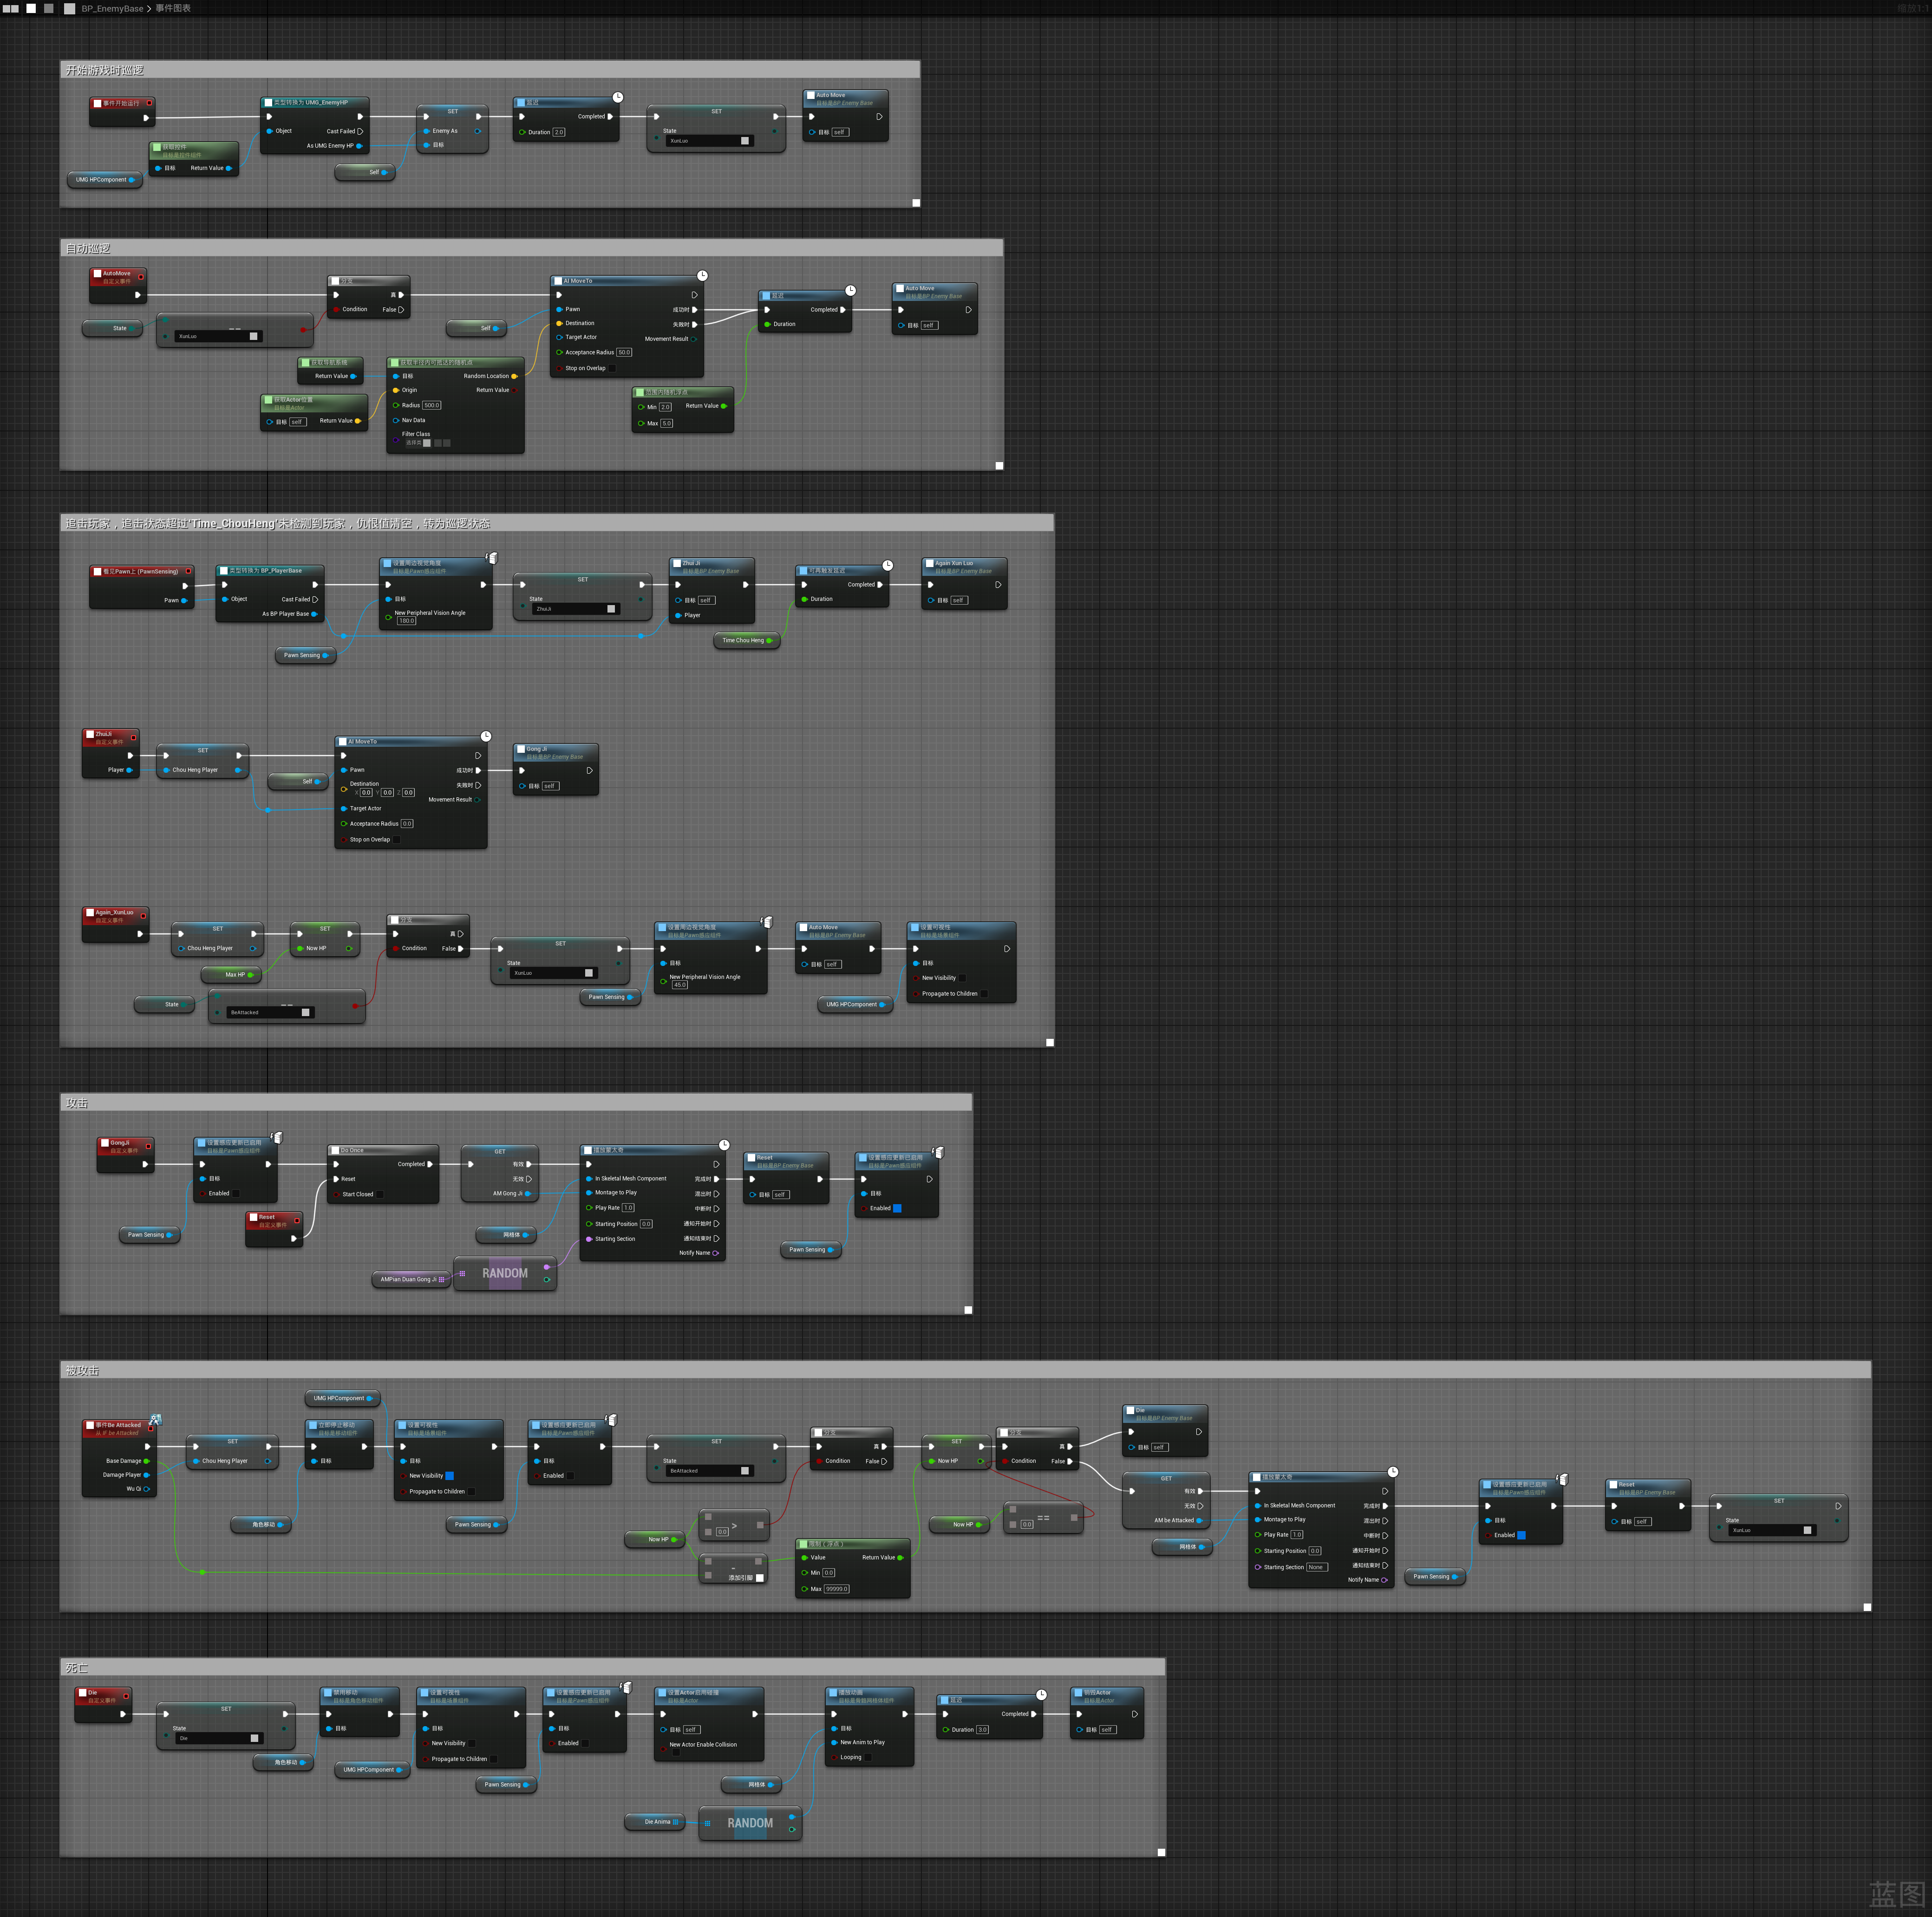 BP_EnemyBase > 事件图表
缩放1:1
开始游戏时巡逻
事件开始运行
类型转换为 UMG_EnemyHP
Object
Cast Failed
As UMG Enemy HP
获取控件
目标是控件组件
目标
Return Value
UMG HPComponent
SET
Enemy As
目标
Self
延迟
Completed
Duration 2.0
SET
State
XunLuo
Auto Move
目标是BP Enemy Base
目标 self
自动巡逻
AutoMove
自定义事件
State
==
XunLuo
分支
真
Condition
False
Self
AI MoveTo
Pawn
成功时
Destination
失败时
Target Actor
Movement Result
Acceptance Radius 50.0
Stop on Overlap
延迟
Completed
Duration
Auto Move
目标是BP Enemy Base
目标 self
获取导航系统
Return Value
获取Actor位置
目标是Actor
目标 self
Return Value
获取半径内可抵达的随机点
目标
Random Location
Origin
Return Value
Radius 500.0
Nav Data
Filter Class
选择类
范围内随机浮点
Min 2.0
Return Value
Max 5.0
追击玩家，追击状态超过'Time_ChouHeng'未检测到玩家，仇恨值清空，转为巡逻状态
看见Pawn上 (PawnSensing)
Pawn
类型转换为 BP_PlayerBase
Object
Cast Failed
As BP Player Base
设置周边视觉角度
目标是Pawn感应组件
目标
New Peripheral Vision Angle
180.0
Pawn Sensing
SET
State
ZhuiJi
Zhui Ji
目标是BP Enemy Base
目标 self
Player
可再触发延迟
Completed
Duration
Time Chou Heng
Again Xun Luo
目标是BP Enemy Base
目标 self
ZhuiJi
自定义事件
Player
SET
Chou Heng Player
Self
AI MoveTo
Pawn
成功时
Destination
X 0.0 Y 0.0 Z 0.0
失败时
Movement Result
Target Actor
Acceptance Radius 0.0
Stop on Overlap
Gong Ji
目标是BP Enemy Base
目标 self
Again_XunLuo
自定义事件
SET
Chou Heng Player
SET
Now HP
Max HP
State
==
BeAttacked
分支
真
Condition
False
SET
State
XunLuo
设置周边视觉角度
目标是Pawn感应组件
目标
New Peripheral Vision Angle
45.0
Pawn Sensing
Auto Move
目标是BP Enemy Base
目标 self
设置可视性
目标是场景组件
目标
New Visibility
Propagate to Children
UMG HPComponent
攻击
GongJi
自定义事件
设置感应更新已启用
目标是Pawn感应组件
目标
Enabled
Pawn Sensing
Reset
自定义事件
Do Once
Completed
Reset
Start Closed
GET
有效
无效
AM Gong Ji
网格体
AMPian Duan Gong Ji
RANDOM
播放蒙太奇
In Skeletal Mesh Component
完成时
Montage to Play
混出时
Play Rate 1.0
中断时
Starting Position 0.0
通知开始时
Starting Section
通知结束时
Notify Name
Reset
目标是BP Enemy Base
目标 self
设置感应更新已启用
目标是Pawn感应组件
目标
Enabled
Pawn Sensing
被攻击
事件Be Attacked
从 IF be Attacked
Base Damage
Damage Player
Wu Qi
SET
Chou Heng Player
UMG HPComponent
立即停止移动
目标是移动组件
目标
角色移动
设置可视性
目标是场景组件
目标
New Visibility
Propagate to Children
设置感应更新已启用
目标是Pawn感应组件
目标
Enabled
Pawn Sensing
SET
State
BeAttacked
分支
真
Condition
False
Now HP
>
0.0
-
添加引脚
限制（浮点）
Value
Return Value
Min 0.0
Max 99999.0
SET
Now HP
分支
真
Condition
False
Now HP
==
0.0
Die
目标是BP Enemy Base
目标 self
GET
有效
无效
AM be Attacked
网格体
播放蒙太奇
In Skeletal Mesh Component
完成时
Montage to Play
混出时
Play Rate 1.0
中断时
Starting Position 0.0
通知开始时
Starting Section None
通知结束时
Notify Name
设置感应更新已启用
目标是Pawn感应组件
目标
Enabled
Pawn Sensing
Reset
目标是BP Enemy Base
目标 self
SET
State
XunLuo
死亡
Die
自定义事件
SET
State
Die
禁用移动
目标是角色移动组件
目标
角色移动
设置可视性
目标是场景组件
目标
New Visibility
Propagate to Children
UMG HPComponent
设置感应更新已启用
目标是Pawn感应组件
目标
Enabled
Pawn Sensing
设置Actor启用碰撞
目标是Actor
目标 self
New Actor Enable Collision
播放动画
目标是骨骼网格体组件
目标
New Anim to Play
Looping
网格体
Die Anima
RANDOM
延迟
Completed
Duration 3.0
销毁Actor
目标是Actor
目标 self
蓝图